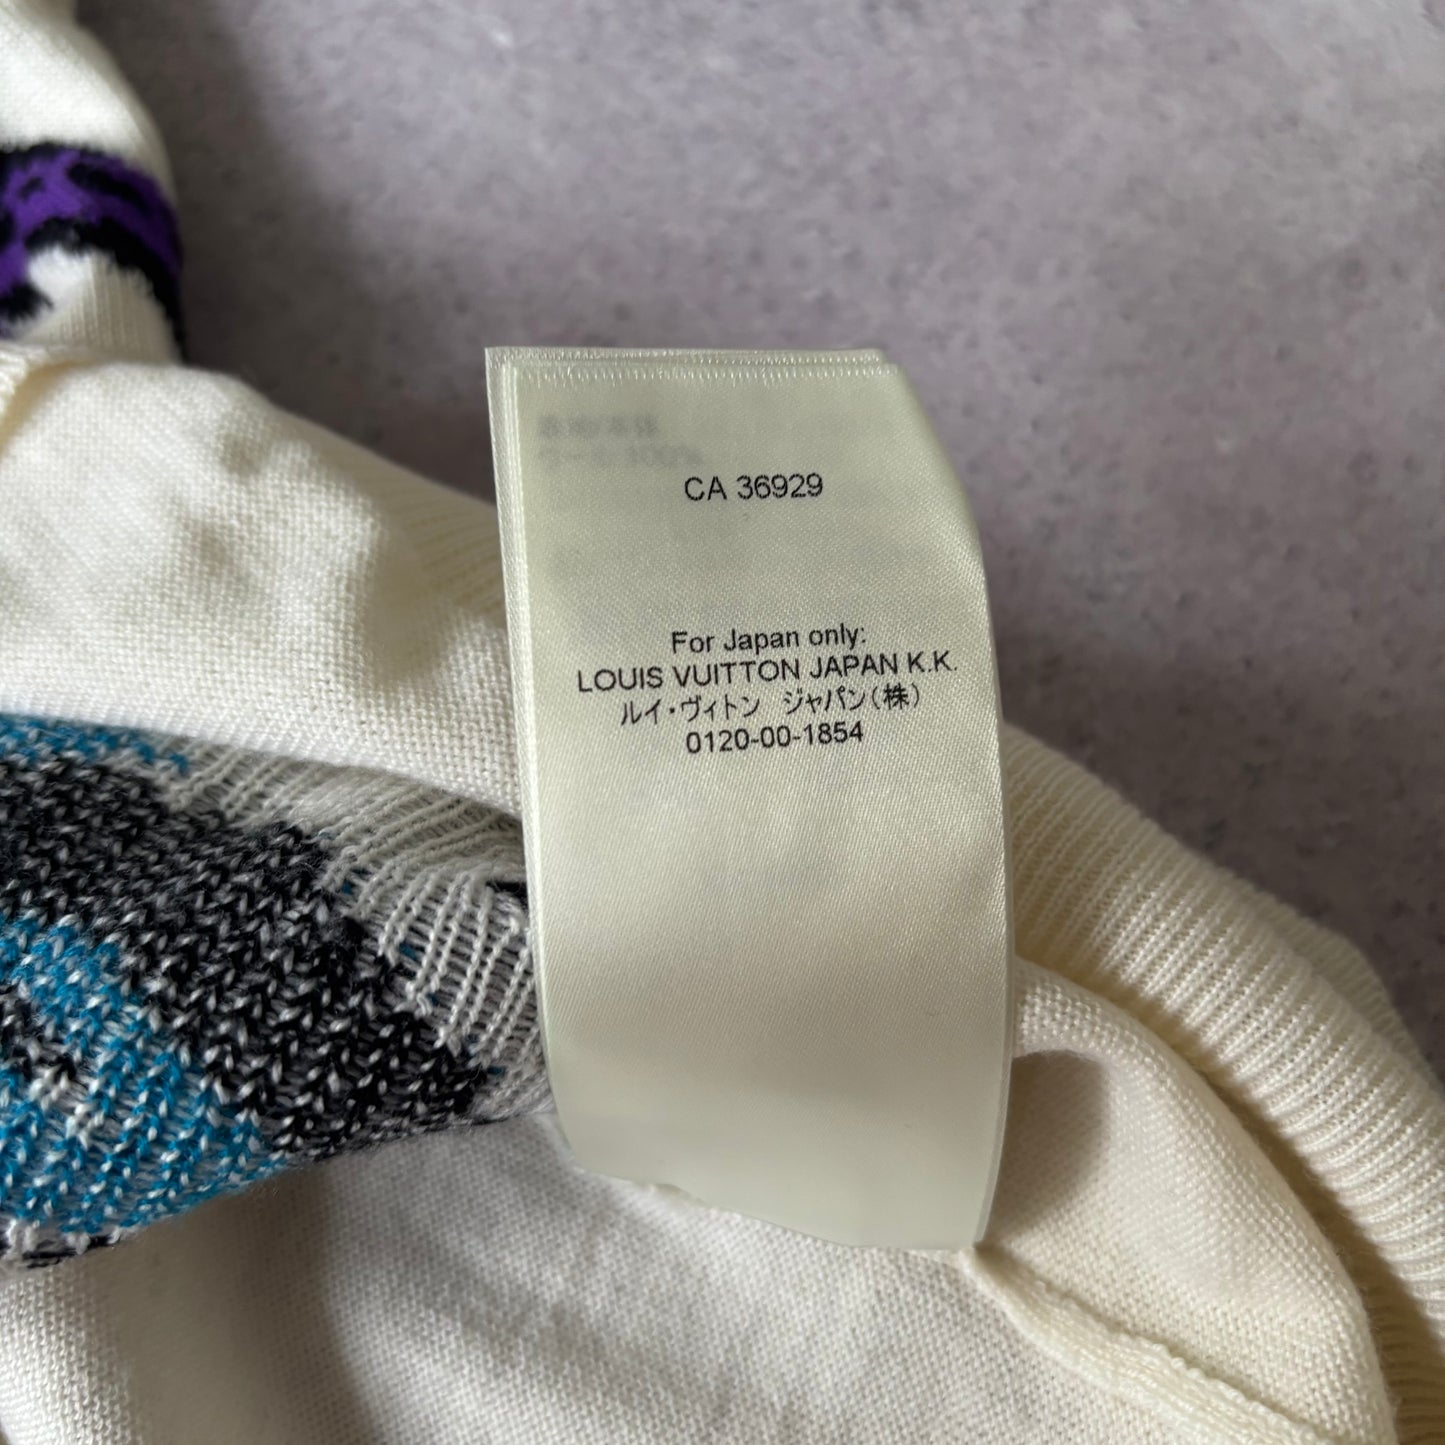 CA 36929
For Japan only:
LOUIS VUITTON JAPAN K.K.
ルイ・ヴィトン　ジャパン(株)
0120-00-1854